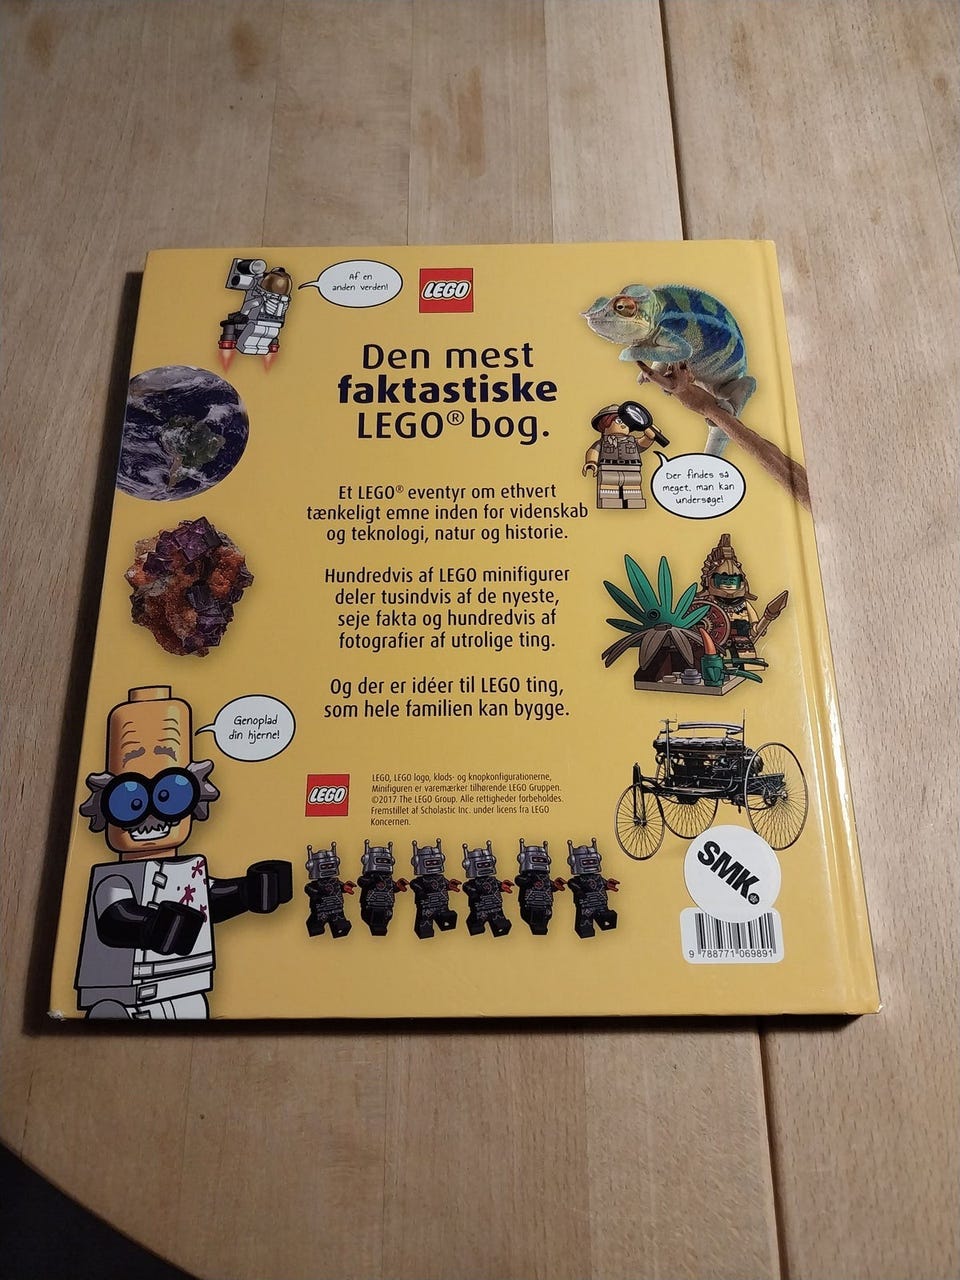 Af en
anden verden!
LEGO
Den mest
faktastiske
LEGO® bog.
Et LEGO® eventyr om ethvert
tænkeligt emne inden for videnskab
og teknologi, natur og historie.
Der findes så
meget, man kan
undersøge!
Hundredvis af LEGO minifigurer
deler tusindvis af de nyeste,
seje fakta og hundredvis af
fotografier af utrolige ting.
Og der er idéer til LEGO ting,
som hele familien kan bygge.
Genoplad
din hjerne!
LEGO
LEGO, LEGO logo, klods- og knopkonfigurationerne,
Minifiguren er varemærker tilhørende LEGO Gruppen.
©2017 The LEGO Group. Alle rettigheder forbeholdes.
Fremstillet af Scholastic Inc. under licens fra LEGO
Koncernen.
SMK
9 788771 069891